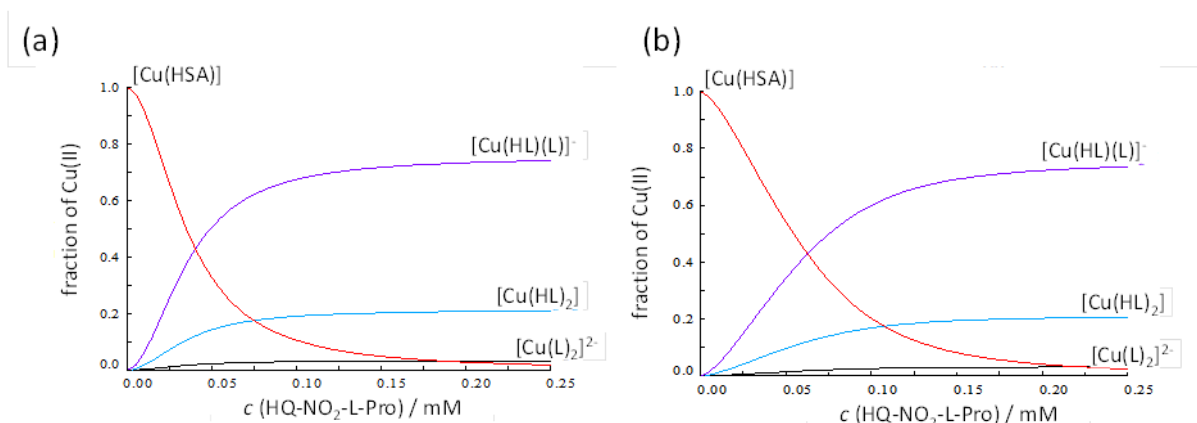 (a)
[Cu(HSA)]
1.0
0.8
0.6
0.4
0.2
0.0
fraction of Cu(II)
[Cu(HL)(L)]⁻
[Cu(HL)₂]
[Cu(L)₂]²⁻
0.00 0.05 0.10 0.15 0.20 0.25
c (HQ-NO₂-L-Pro) / mM
(b)
[Cu(HSA)]
1.0
0.8
0.6
0.4
0.2
0.0
fraction of Cu(II)
[Cu(HL)(L)]⁻
[Cu(HL)₂]
[Cu(L)₂]²⁻
0.00 0.05 0.10 0.15 0.20 0.25
c (HQ-NO₂-L-Pro) / mM